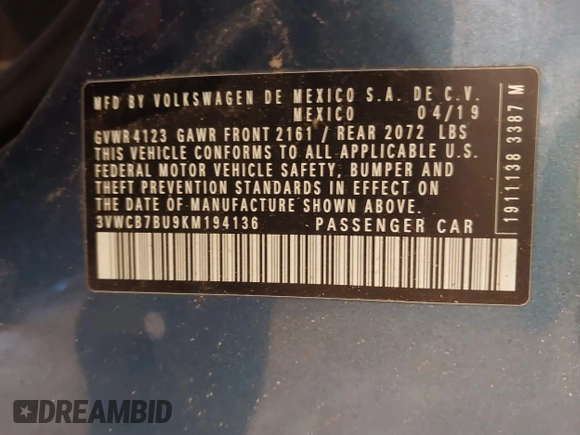 MFD BY VOLKSWAGEN DE MEXICO S.A. DE C.V.
MEXICO 04/19
GVWR 4123 GAWR FRONT 2161 / REAR 2072 LBS
THIS VEHICLE CONFORMS TO ALL APPLICABLE U.S.
FEDERAL MOTOR VEHICLE SAFETY, BUMPER AND
THEFT PREVENTION STANDARDS IN EFFECT ON
THE DATE OF MANUFACTURE SHOWN ABOVE.
3VWCB7BU9KM194136 PASSENGER CAR
1911138 3387 M
DREAMBID